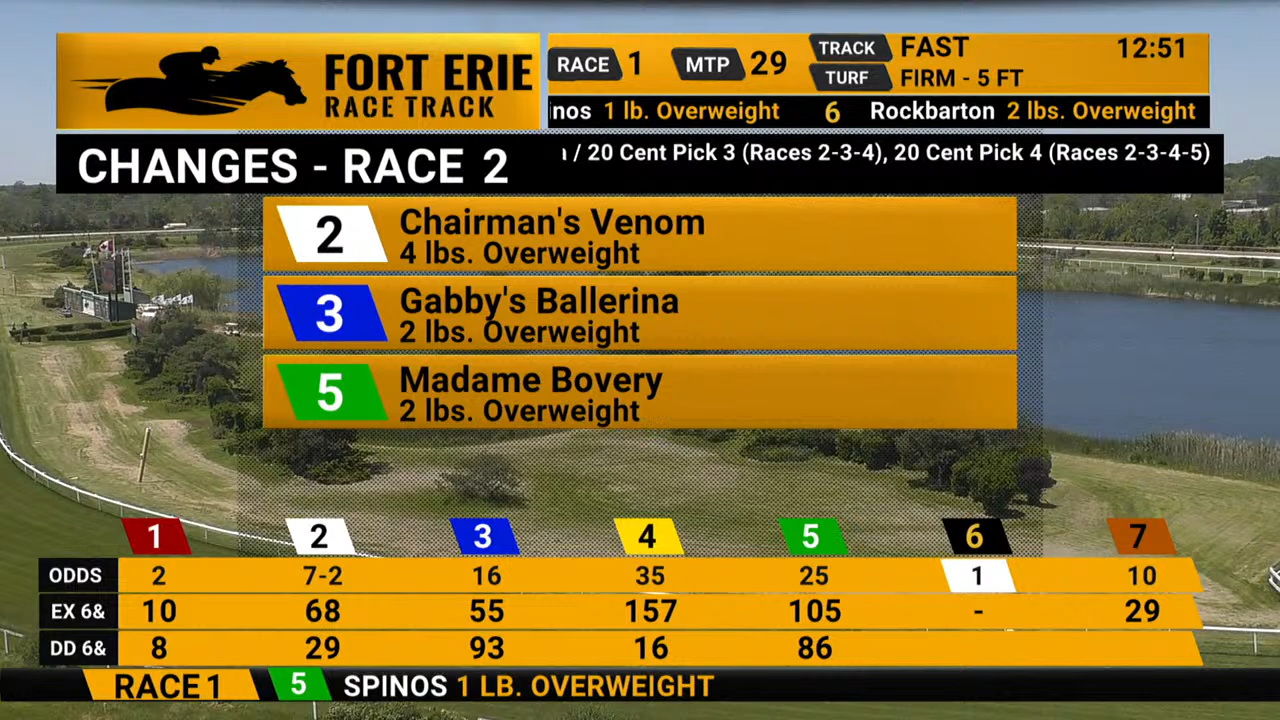 FORT ERIE
RACE TRACK
RACE 1 MTP 29 TRACK FAST 12:51
TURF FIRM - 5 FT
1 lb. Overweight 6 Rockbarton 2 lbs. Overweight
CHANGES - RACE 2
/ 20 Cent Pick 3 (Races 2-3-4), 20 Cent Pick 4 (Races 2-3-4-5)
2 Chairman's Venom
4 lbs. Overweight
3 Gabby's Ballerina
2 lbs. Overweight
5 Madame Bovery
2 lbs. Overweight
1 2 3 4 5 6 7
ODDS 2 7-2 16 35 25 1 10
EX 6& 10 68 55 157 105 - 29
DD 6& 8 29 93 16 86
RACE 1 5 SPINOS 1 LB. OVERWEIGHT